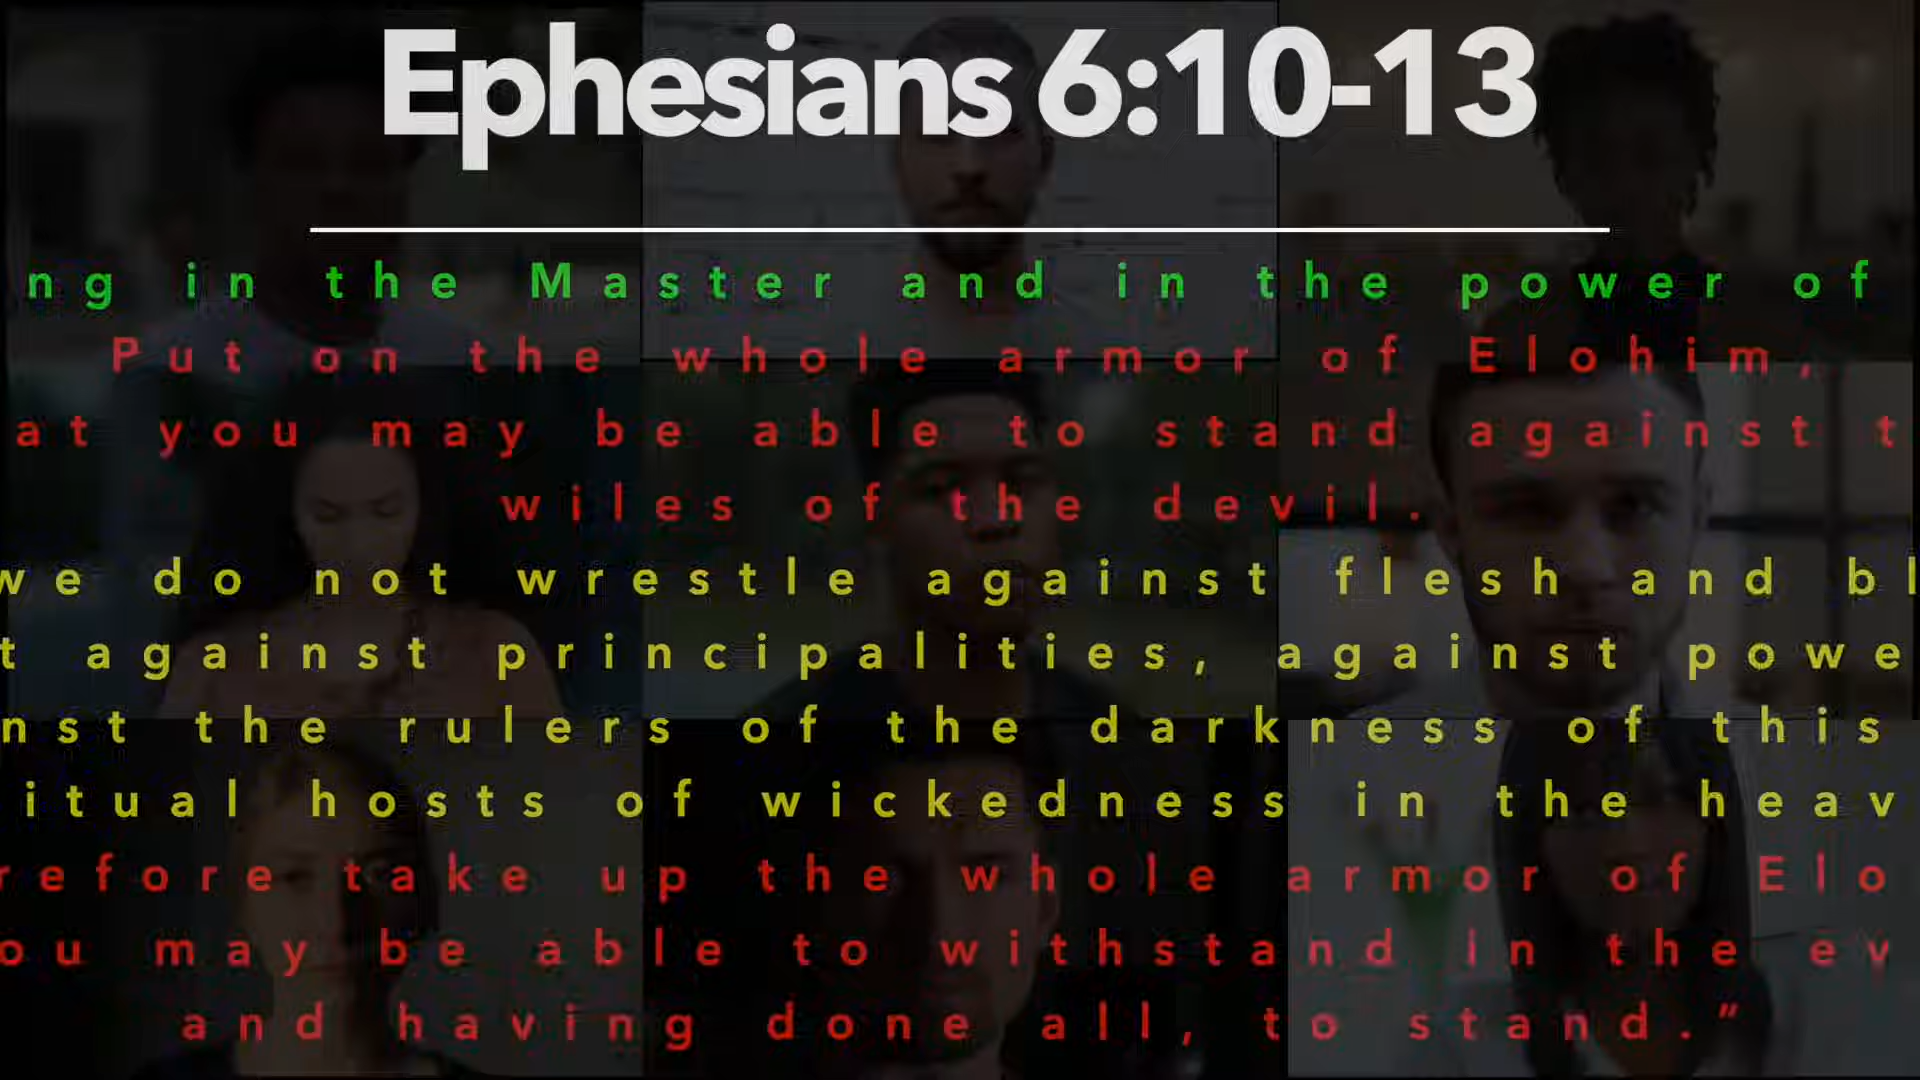 Ephesians 6:10-13
ng in the Master and in the power of
Put on the whole armor of Elohim,
at you may be able to stand against t
wiles of the devil.
we do not wrestle against flesh and bl
t against principalities, against powe
nst the rulers of the darkness of this
itual hosts of wickedness in the heav
refore take up the whole armor of Elo
ou may be able to withstand in the ev
and having done all, to stand.”